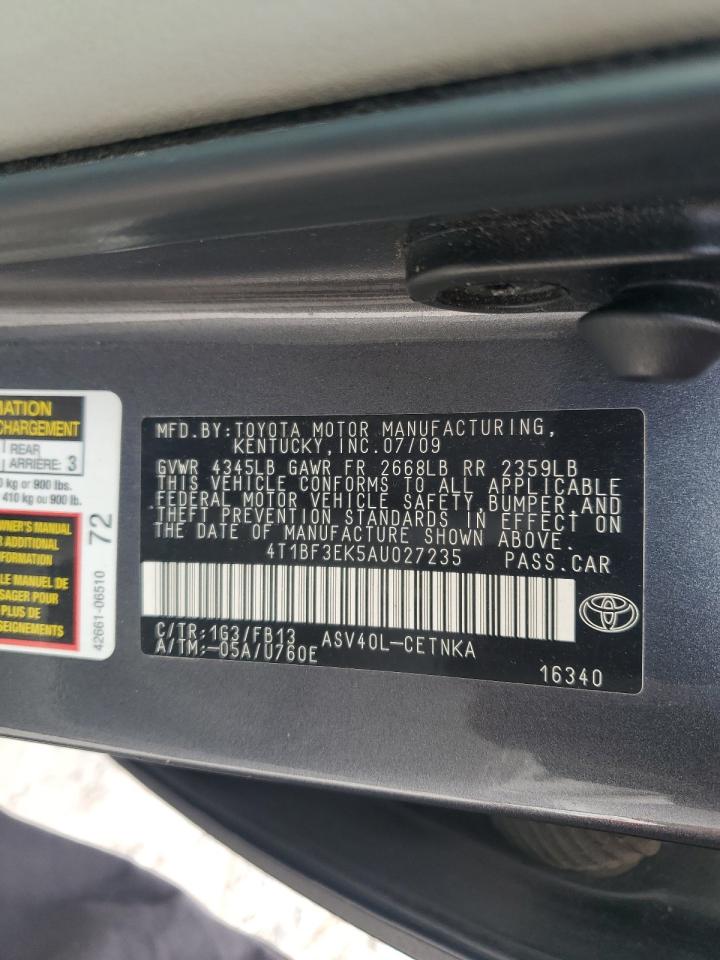 MATION
CHARGEMENT
REAR
ARRIÈRE: 3
kg or 900 lbs.
410 kg ou 900 lb.
WNER'S MANUAL
ADDITIONAL
FORMATION
LE MANUEL DE
PLUS DE
SEIGNEMENTS
42661-06510 72
MFD.BY:TOYOTA MOTOR MANUFACTURING,
KENTUCKY,INC.07/09
GVWR 4345LB GAWR FR 2668LB RR 2359LB
THIS VEHICLE CONFORMS TO ALL APPLICABLE
FEDERAL MOTOR VEHICLE SAFETY,BUMPER,AND
THEFT PREVENTION STANDARDS IN EFFECT ON
THE DATE OF MANUFACTURE SHOWN ABOVE.
4T1BF3EK5AU027235 PASS.CAR
C/TR:1G3/FB13 ASV40L-CETNKA
A/TM:-05A/U760E
16340